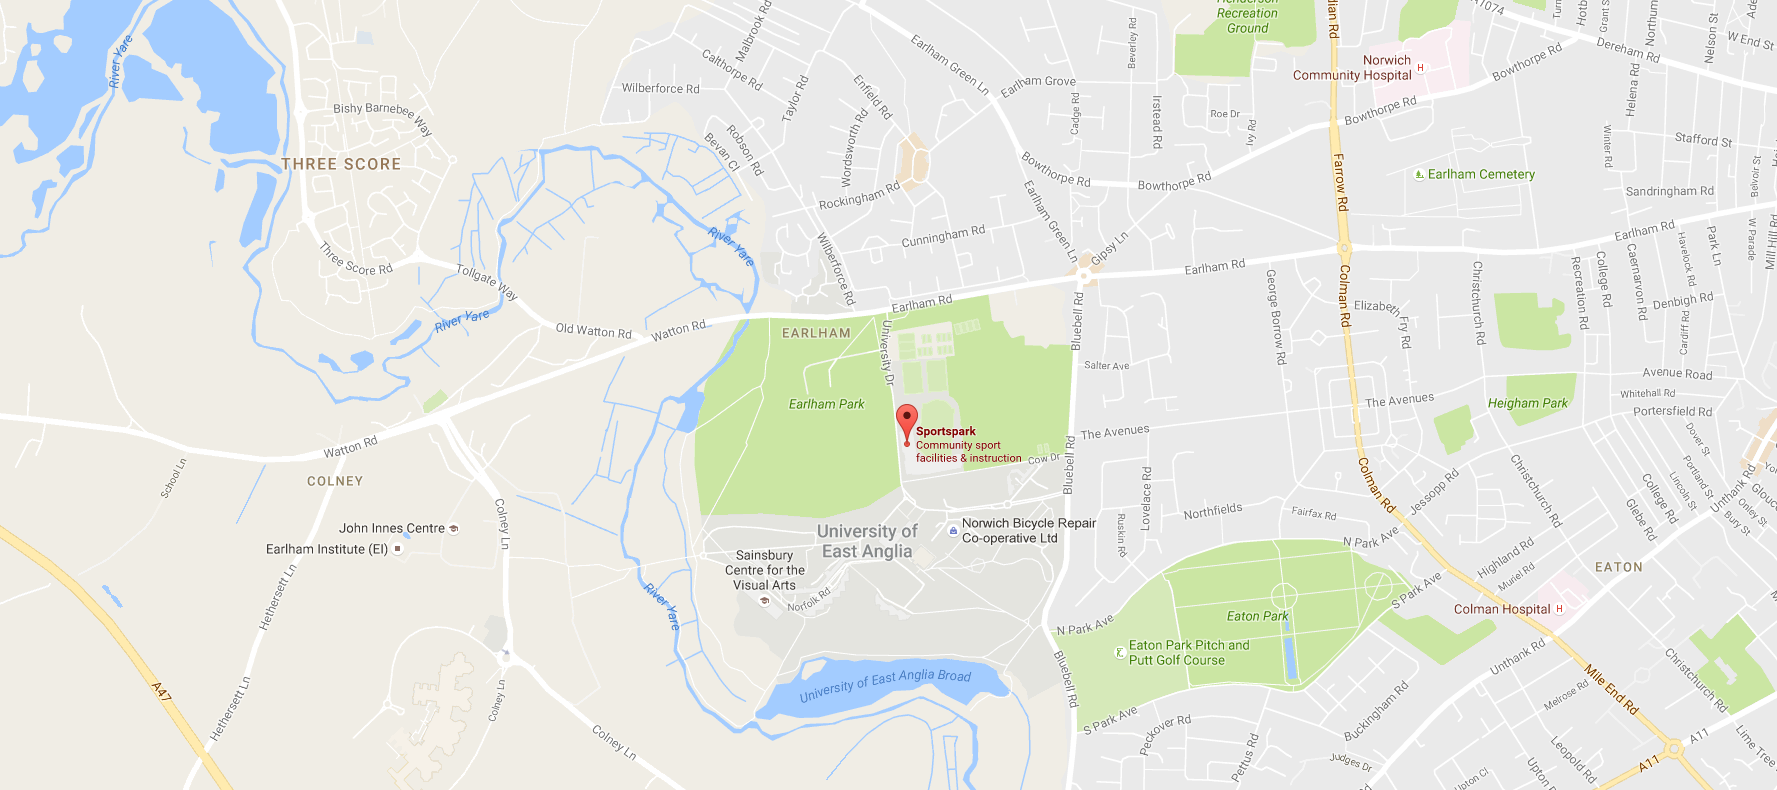 Henderson
Recreation
Ground
A1074
Hotb
Grant St
Northum
Nelson St
W End St
Dereham Rd
Norwich
Community Hospital
H
Bowthorpe Rd
Bowthorpe Rd
Malbrook Rd
Calthorpe Rd
Wilberforce Rd
Taylor Rd
Enfield Rd
Earlham Green Ln
Earlham Grove
Beverley Rd
Cadge Rd
Irstead Rd
Roe Dr
Ivy Rd
Helena Rd
Winter Rd
Stafford St
Belvoir St
Sandringham Rd
River Yare
Bishy Barnebee Way
THREE SCORE
Robson Rd
Bevan Cl
Wordsworth Rd
Rockingham Rd
Bowthorpe Rd
Bowthorpe Rd
Earlham Green Ln
Farrow Rd
Earlham Cemetery
Earlham Rd
W Parade
Park Ln
Mill Hill Rd
Havelock Rd
Caernarvon Rd
College Rd
Recreation Rd
Denbigh Rd
Cardiff Rd
Three Score Rd
Tollgate Way
River Yare
River Yare
Wilberforce Rd
Cunningham Rd
Gipsy Ln
Earlham Rd
Earlham Rd
George Borrow Rd
Colman Rd
Elizabeth Fry Rd
Christchurch Rd
Old Watton Rd
Watton Rd
EARLHAM
University Dr
Bluebell Rd
Salter Ave
Earlham Park
Sportspark
Community sport
facilities & instruction
Cow Dr
The Avenues
The Avenues
Avenue Road
Whitehall Rd
Portersfield Rd
Heigham Park
Dover St
Portland St
Lincoln St
Unthank Rd
Onley St
Bury St
College Rd
Glebe Rd
Christchurch Rd
Jessopp Rd
Colman Rd
Watton Rd
School Ln
COLNEY
John Innes Centre
Earlham Institute (EI)
Colney Ln
Hethersett Ln
Bluebell Rd
Lovelace Rd
Ruskin Rd
Northfields
Fairfax Rd
N Park Ave
University of
East Anglia
Norwich Bicycle Repair
Co-operative Ltd
Sainsbury
Centre for the
Visual Arts
Norfolk Rd
River Yare
Highland Rd
Muriel Rd
S Park Ave
EATON
Colman Hospital
H
Eaton Park
N Park Ave
Eaton Park Pitch and
Putt Golf Course
University of East Anglia Broad
Bluebell Rd
S Park Ave
Peckover Rd
Pettus Rd
Buckingham Rd
Judges Dr
Unthank Rd
Melrose Rd
Mile End Rd
Christchurch Rd
Leopold Rd
Upton Cl
A11
A11
Lime Tree
A47
Hethersett Ln
Colney Ln
Colney Ln